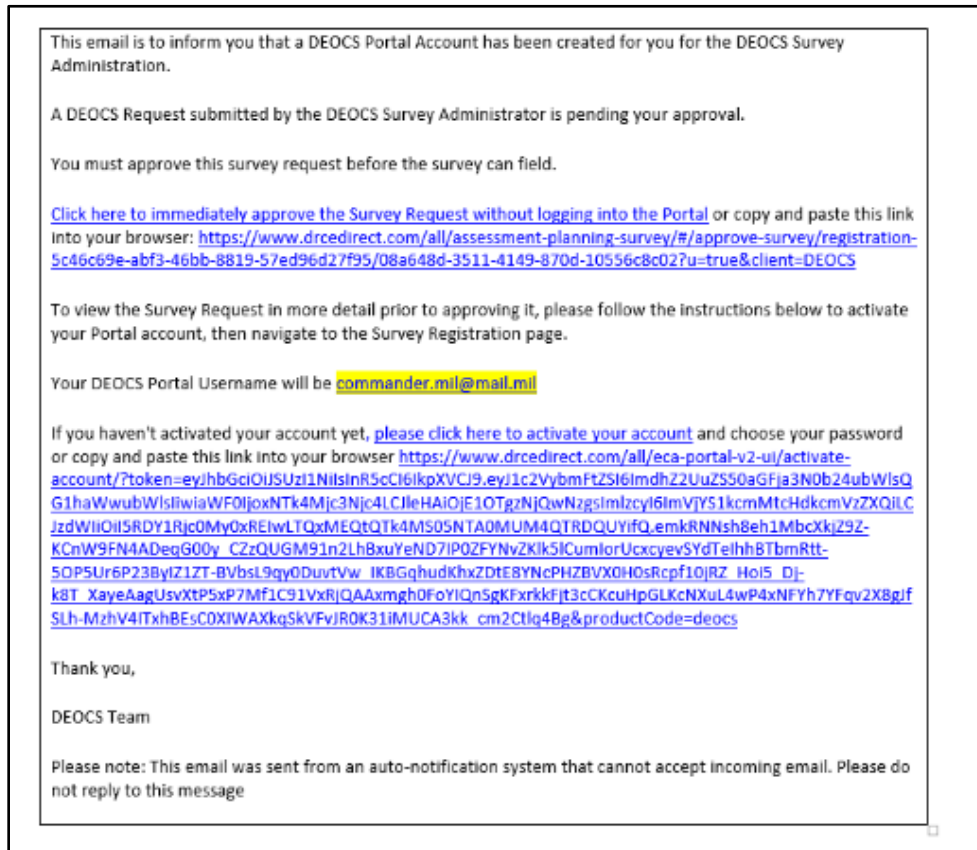 This email is to inform you that a DEOCS Portal Account has been created for you for the DEOCS Survey
Administration.
A DEOCS Request submitted by the DEOCS Survey Administrator is pending your approval.
You must approve this survey request before the survey can field.
Click here to immediately approve the Survey Request without logging into the Portal or copy and paste this link
into your browser: https://www.drcedirect.com/all/assessment-planning-survey/#/approve-survey/registration-
5c46c69e-abf3-46bb-8819-57ed96d27f95/08a648d-3511-4149-870d-10556c8c02?u=true&client=DEOCS
To view the Survey Request in more detail prior to approving it, please follow the instructions below to activate
your Portal account, then navigate to the Survey Registration page.
Your DEOCS Portal Username will be commander.mil@mail.mil
If you haven't activated your account yet, please click here to activate your account and choose your password
or copy and paste this link into your browser https://www.drcedirect.com/all/eca-portal-v2-ui/activate-
Thank you,
DEOCS Team
Please note: This email was sent from an auto-notification system that cannot accept incoming email. Please do
not reply to this message